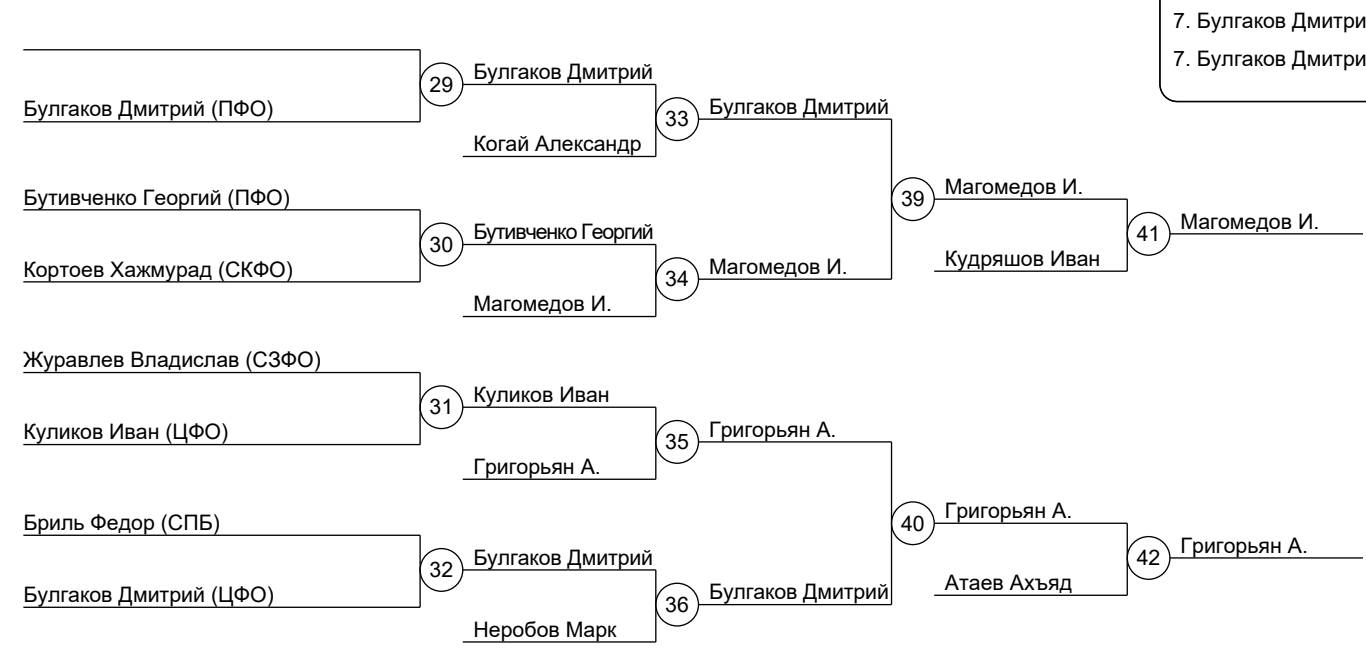 7. Булгаков Дмитри
7. Булгаков Дмитри
29
Булгаков Дмитрий
Булгаков Дмитрий (ПФО)
33
Булгаков Дмитрий
Когай Александр
Бутивченко Георгий (ПФО)
39
Магомедов И.
30
Бутивченко Георгий
41
Магомедов И.
Кортоев Хажмурад (СКФО)
34
Магомедов И.
Кудряшов Иван
Магомедов И.
Журавлев Владислав (СЗФО)
31
Куликов Иван
Куликов Иван (ЦФО)
35
Григорьян А.
Григорьян А.
Бриль Федор (СПБ)
40
Григорьян А.
32
Булгаков Дмитрий
42
Григорьян А.
Булгаков Дмитрий (ЦФО)
36
Булгаков Дмитрий
Атаев Ахъяд
Неробов Марк